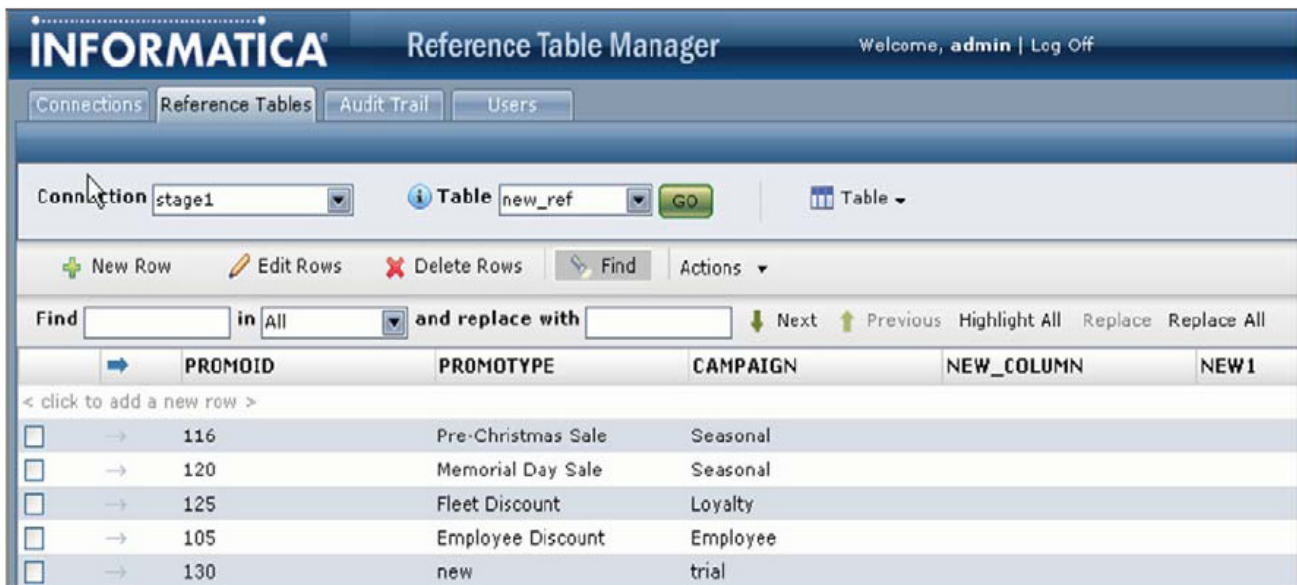 INFORMATICA® Reference Table Manager Welcome, admin | Log Off
Connections Reference Tables Audit Trail Users
Connection stage1 i Table new_ref GO Table
New Row Edit Rows Delete Rows Find Actions
Find in All and replace with Next Previous Highlight All Replace Replace All
PROMOID PROMOTYPE CAMPAIGN NEW_COLUMN NEW1
< click to add a new row >
116 Pre-Christmas Sale Seasonal
120 Memorial Day Sale Seasonal
125 Fleet Discount Loyalty
105 Employee Discount Employee
130 new trial